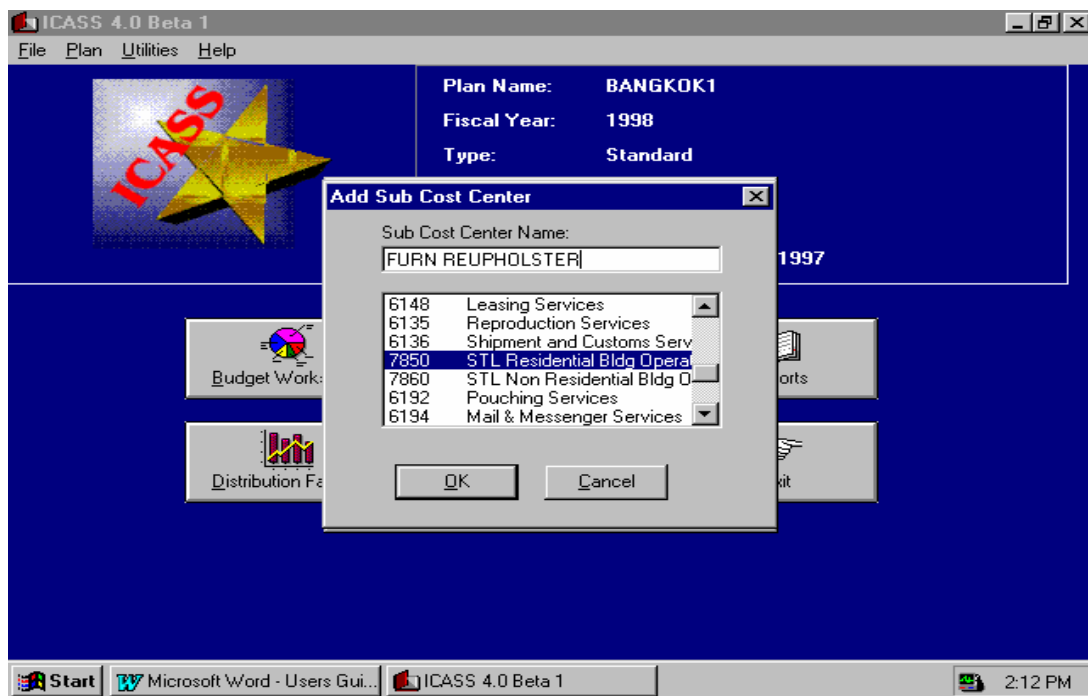 ICASS 4.0 Beta 1
File Plan Utilities Help
ICASS
Plan Name: BANGKOK1
Fiscal Year: 1998
Type: Standard
1997
Add Sub Cost Center
Sub Cost Center Name:
FURN REUPHOLSTER
6148 Leasing Services
6135 Reproduction Services
6136 Shipment and Customs Serv
7850 STL Residential Bldg Operat
7860 STL Non Residential Bldg O
6192 Pouching Services
6194 Mail & Messenger Services
OK Cancel
Budget Work
orts
Distribution Fa
xit
Start Microsoft Word - Users Gui... ICASS 4.0 Beta 1 2:12 PM